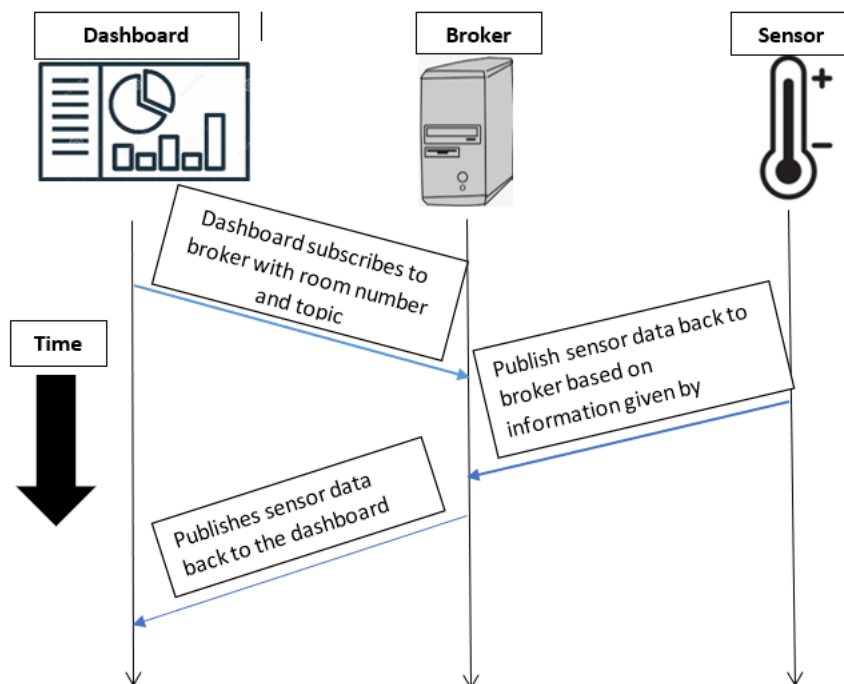 Dashboard
Broker
Sensor
Dashboard subscribes to
broker with room number
and topic
Time
Publish sensor data back to
broker based on
information given by
Publishes sensor data
back to the dashboard